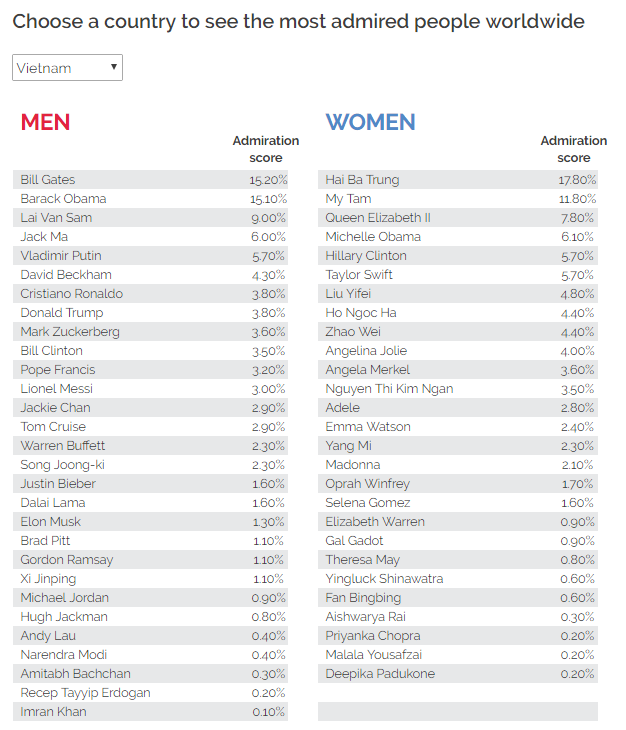 Choose a country to see the most admired people worldwide
Vietnam
MEN
Admiration
score
Bill Gates 15.20%
Barack Obama 15.10%
Lai Van Sam 9.00%
Jack Ma 6.00%
Vladimir Putin 5.70%
David Beckham 4.30%
Cristiano Ronaldo 3.80%
Donald Trump 3.80%
Mark Zuckerberg 3.60%
Bill Clinton 3.50%
Pope Francis 3.20%
Lionel Messi 3.00%
Jackie Chan 2.90%
Tom Cruise 2.90%
Warren Buffett 2.30%
Song Joong-ki 2.30%
Justin Bieber 1.60%
Dalai Lama 1.60%
Elon Musk 1.30%
Brad Pitt 1.10%
Gordon Ramsay 1.10%
Xi Jinping 1.10%
Michael Jordan 0.90%
Hugh Jackman 0.80%
Andy Lau 0.40%
Narendra Modi 0.40%
Amitabh Bachchan 0.30%
Recep Tayyip Erdogan 0.20%
Imran Khan 0.10%
WOMEN
Admiration
score
Hai Ba Trung 17.80%
My Tam 11.80%
Queen Elizabeth II 7.80%
Michelle Obama 6.10%
Hillary Clinton 5.70%
Taylor Swift 5.70%
Liu Yifei 4.80%
Ho Ngoc Ha 4.40%
Zhao Wei 4.40%
Angelina Jolie 4.00%
Angela Merkel 3.60%
Nguyen Thi Kim Ngan 3.50%
Adele 2.80%
Emma Watson 2.40%
Yang Mi 2.30%
Madonna 2.10%
Oprah Winfrey 1.70%
Selena Gomez 1.60%
Elizabeth Warren 0.90%
Gal Gadot 0.90%
Theresa May 0.80%
Yingluck Shinawatra 0.60%
Fan Bingbing 0.60%
Aishwarya Rai 0.30%
Priyanka Chopra 0.20%
Malala Yousafzai 0.20%
Deepika Padukone 0.20%